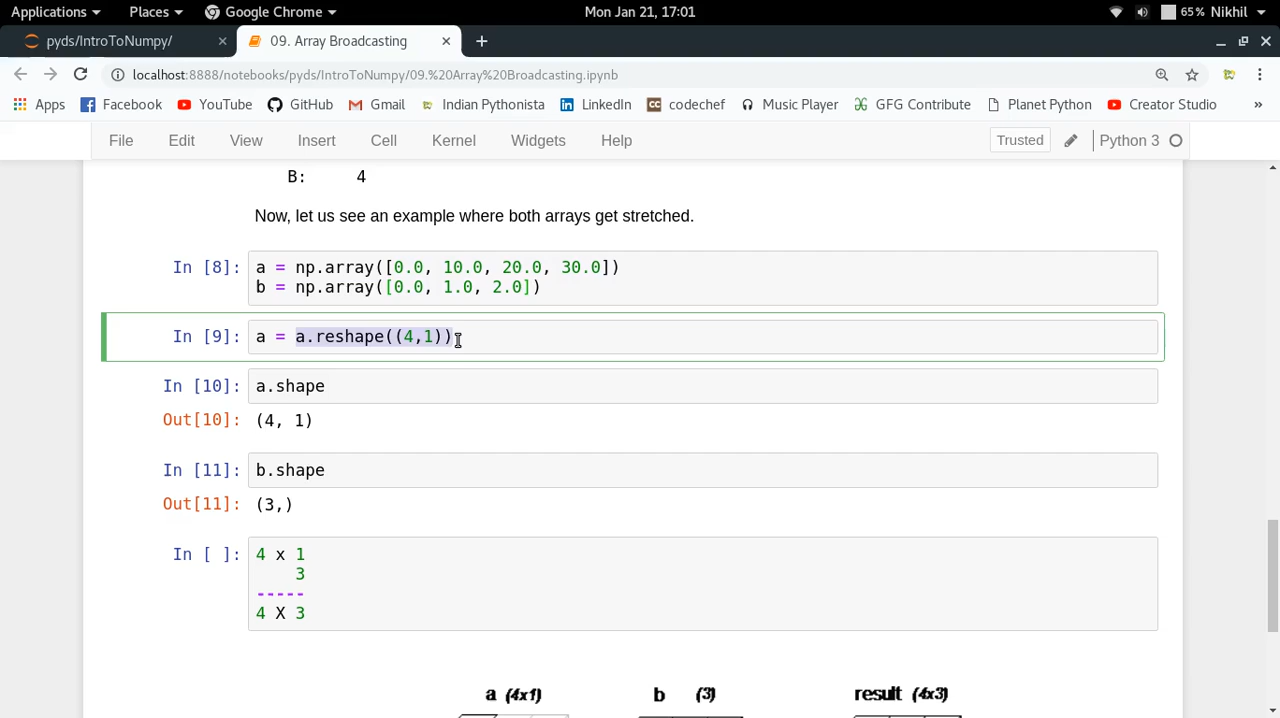 Applications Places Google Chrome Mon Jan 21, 17:01 65% Nikhil
pyds/IntroToNumpy/ 09. Array Broadcasting
localhost:8888/notebooks/pyds/IntroToNumpy/09.%20Array%20Broadcasting.ipynb
Apps Facebook YouTube GitHub Gmail Indian Pythonista LinkedIn CC codechef Music Player GFG Contribute Planet Python Creator Studio »
File Edit View Insert Cell Kernel Widgets Help Trusted Python 3
B: 4
Now, let us see an example where both arrays get stretched.
In [8]: a = np.array([0.0, 10.0, 20.0, 30.0])
b = np.array([0.0, 1.0, 2.0])
In [9]: a = a.reshape((4,1))
In [10]: a.shape
Out[10]: (4, 1)
In [11]: b.shape
Out[11]: (3,)
In [ ]: 4 x 1
3
-----
4 X 3
a (4x1) b (3) result (4x3)